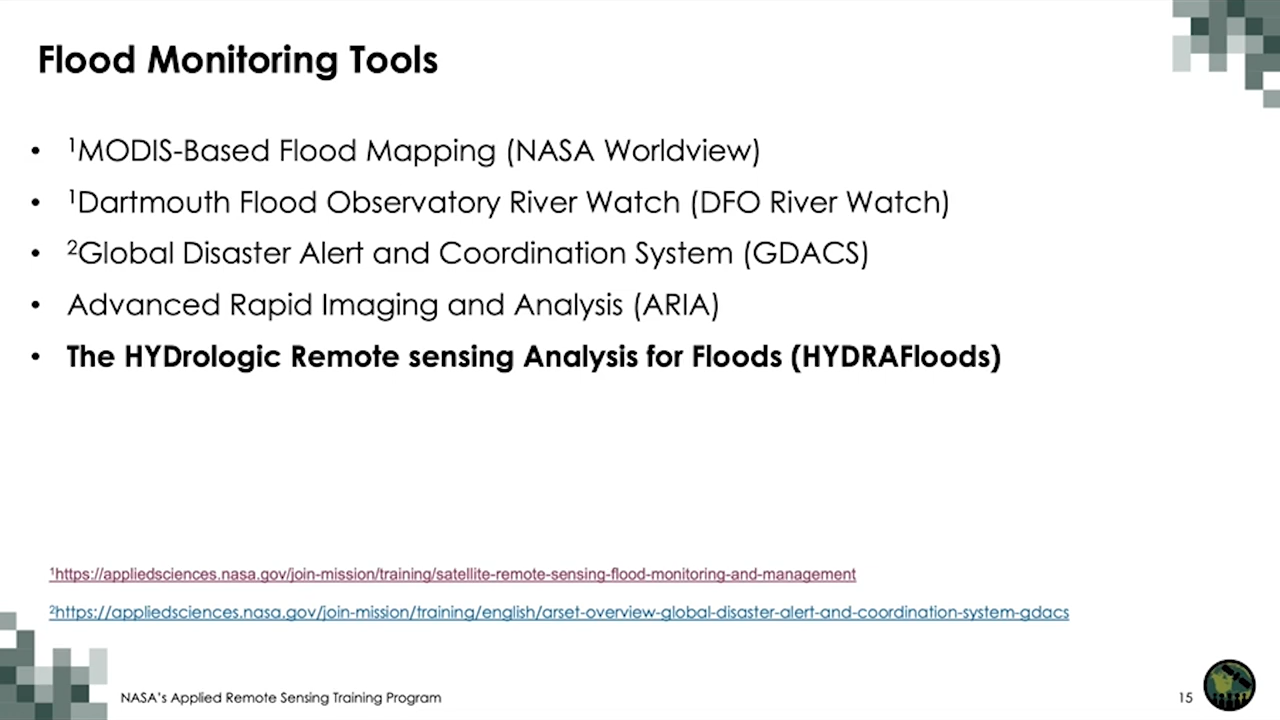 Flood Monitoring Tools
• ¹MODIS-Based Flood Mapping (NASA Worldview)
• ¹Dartmouth Flood Observatory River Watch (DFO River Watch)
• ²Global Disaster Alert and Coordination System (GDACS)
• Advanced Rapid Imaging and Analysis (ARIA)
• The HYDrologic Remote sensing Analysis for Floods (HYDRAFloods)
¹https://appliedsciences.nasa.gov/join-mission/training/satellite-remote-sensing-flood-monitoring-and-management
²https://appliedsciences.nasa.gov/join-mission/training/english/arset-overview-global-disaster-alert-and-coordination-system-gdacs
NASA's Applied Remote Sensing Training Program
15